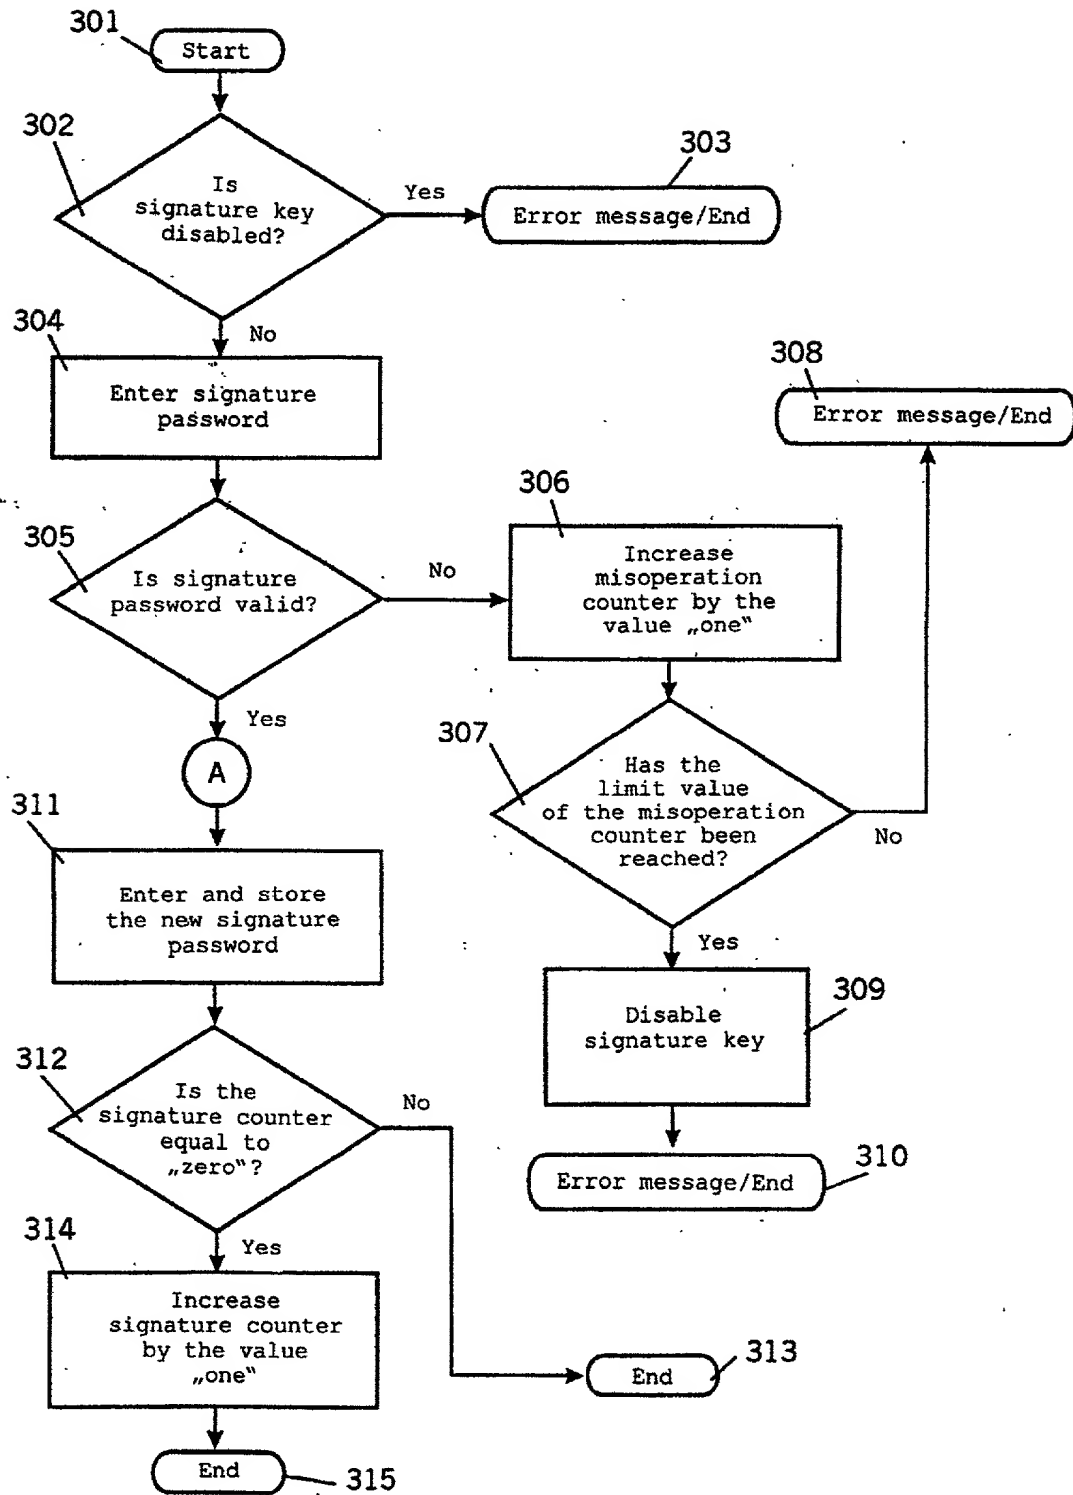 301
Start
302
Is
signature key
disabled?
Yes
303
Error message/End
No
304
Enter signature
password
308
Error message/End
305
Is signature
password valid?
No
306
Increase
misoperation
counter by the
value „one“
Yes
A
307
Has the
limit value
of the misoperation
counter been
reached?
No
311
Enter and store
the new signature
password
Yes
309
Disable
signature key
312
Is the
signature counter
equal to
„zero“?
No
310
Error message/End
Yes
314
Increase
signature counter
by the value
„one“
313
End
End
315